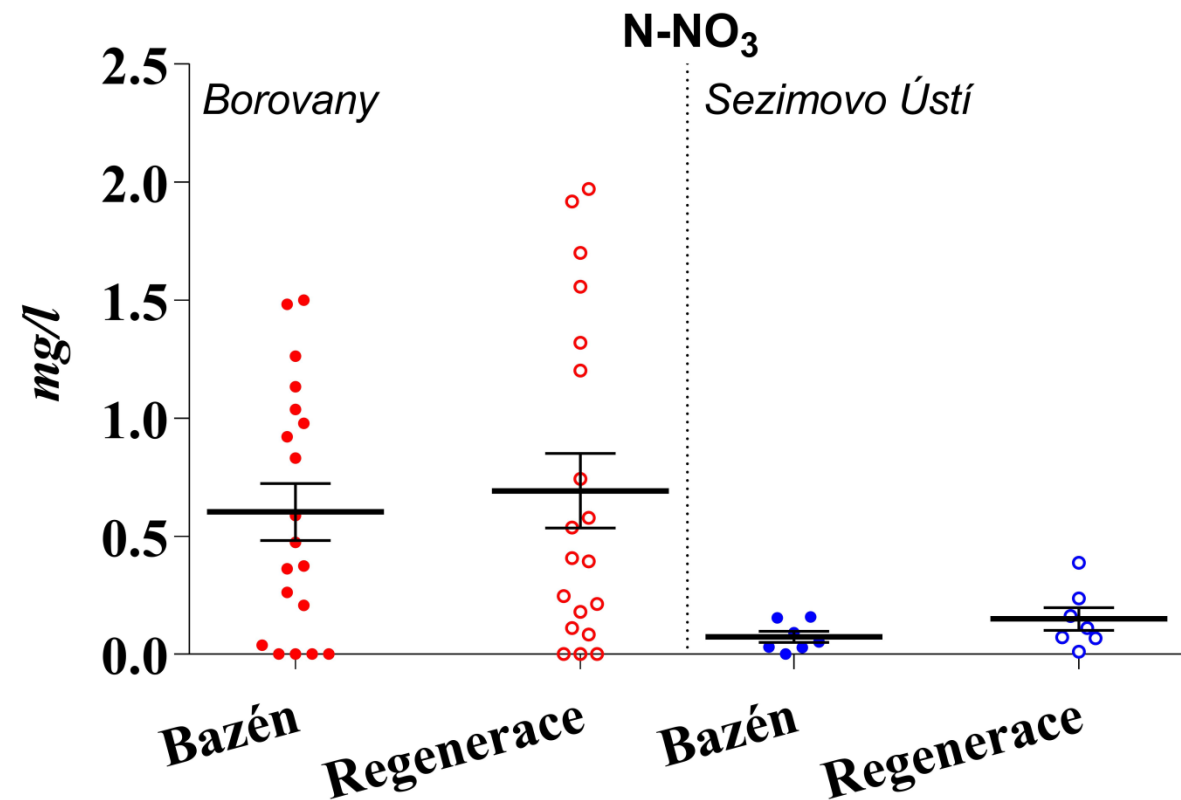 N-NO₃
Borovany
Sezimovo Ústí
mg/l
2.5
2.0
1.5
1.0
0.5
0.0
Bazén
Regenerace
Bazén
Regenerace